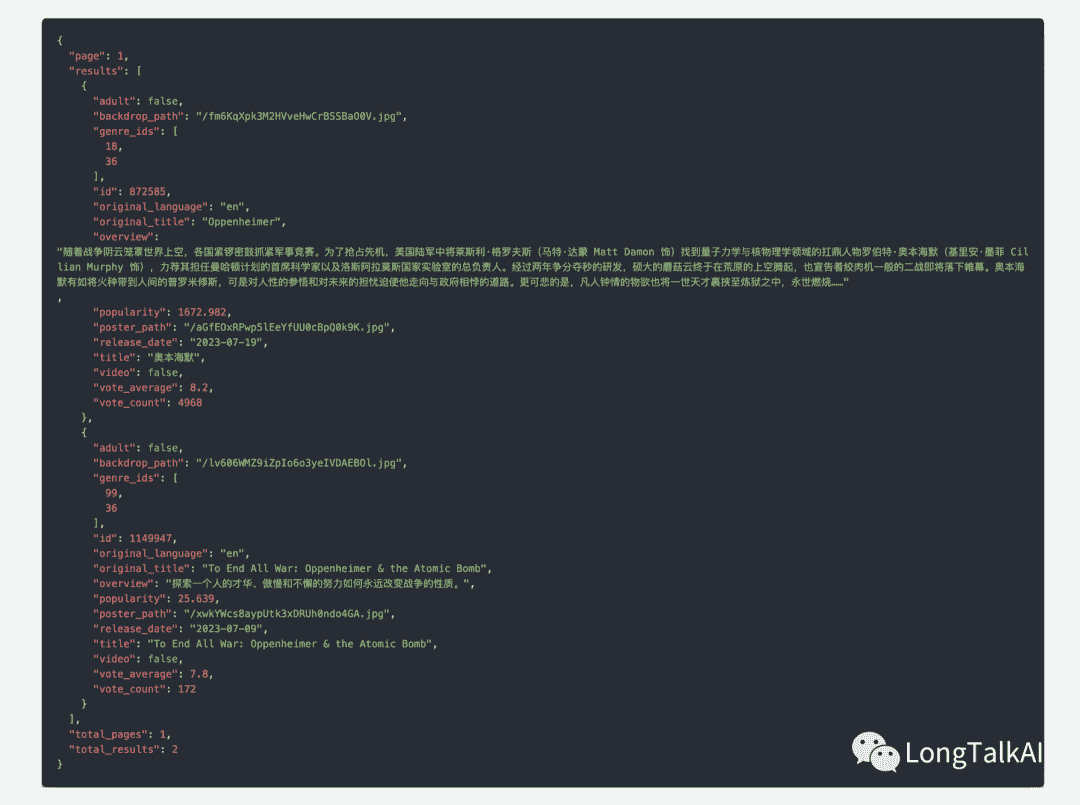 {
"page": 1,
"results": [
{
"adult": false,
"backdrop_path": "/fm6KqXpk3M2HVveHwCrBSSBaO0V.jpg",
"genre_ids": [
18,
36
],
"id": 872585,
"original_language": "en",
"original_title": "Oppenheimer",
"overview":
"随着战争阴云笼罩世界上空，各国紧锣密鼓抓紧军事竞赛。为了抢占先机，美国陆军中将莱斯利·格罗夫斯（马特·达蒙 Matt Damon 饰）找到量子力学与核物理学领域的扛鼎人物罗伯特·奥本海默（基里安·墨菲 Cil
lian Murphy 饰），力荐其担任曼哈顿计划的首席科学家以及洛斯阿拉莫斯国家实验室的总负责人。经过两年争分夺秒的研发，硕大的蘑菇云终于在荒原的上空腾起，也宣告着绞肉机一般的二战即将落下帷幕。奥本海
默有如将火种带到人间的普罗米修斯，可是对人性的参悟和对未来的担忧迫使他走向与政府相悖的道路。更可悲的是，凡人钟情的物欲也将一世天才裹挟至炼狱之中，永世燃烧……"
,
"popularity": 1672.982,
"poster_path": "/aGfEOxRPwp5lEeYfUU0cBpQ0k9K.jpg",
"release_date": "2023-07-19",
"title": "奥本海默",
"video": false,
"vote_average": 8.2,
"vote_count": 4968
},
{
"adult": false,
"backdrop_path": "/lv606WMZ9iZpIo6o3yeIVDAEBOl.jpg",
"genre_ids": [
99,
36
],
"id": 1149947,
"original_language": "en",
"original_title": "To End All War: Oppenheimer & the Atomic Bomb",
"overview": "探索一个人的才华、傲慢和不懈的努力如何永远改变战争的性质。",
"popularity": 25.639,
"poster_path": "/xwkYWcs8aypUtk3xDRUh0ndo4GA.jpg",
"release_date": "2023-07-09",
"title": "To End All War: Oppenheimer & the Atomic Bomb",
"video": false,
"vote_average": 7.8,
"vote_count": 172
}
],
"total_pages": 1,
"total_results": 2
}
LongTalkAI